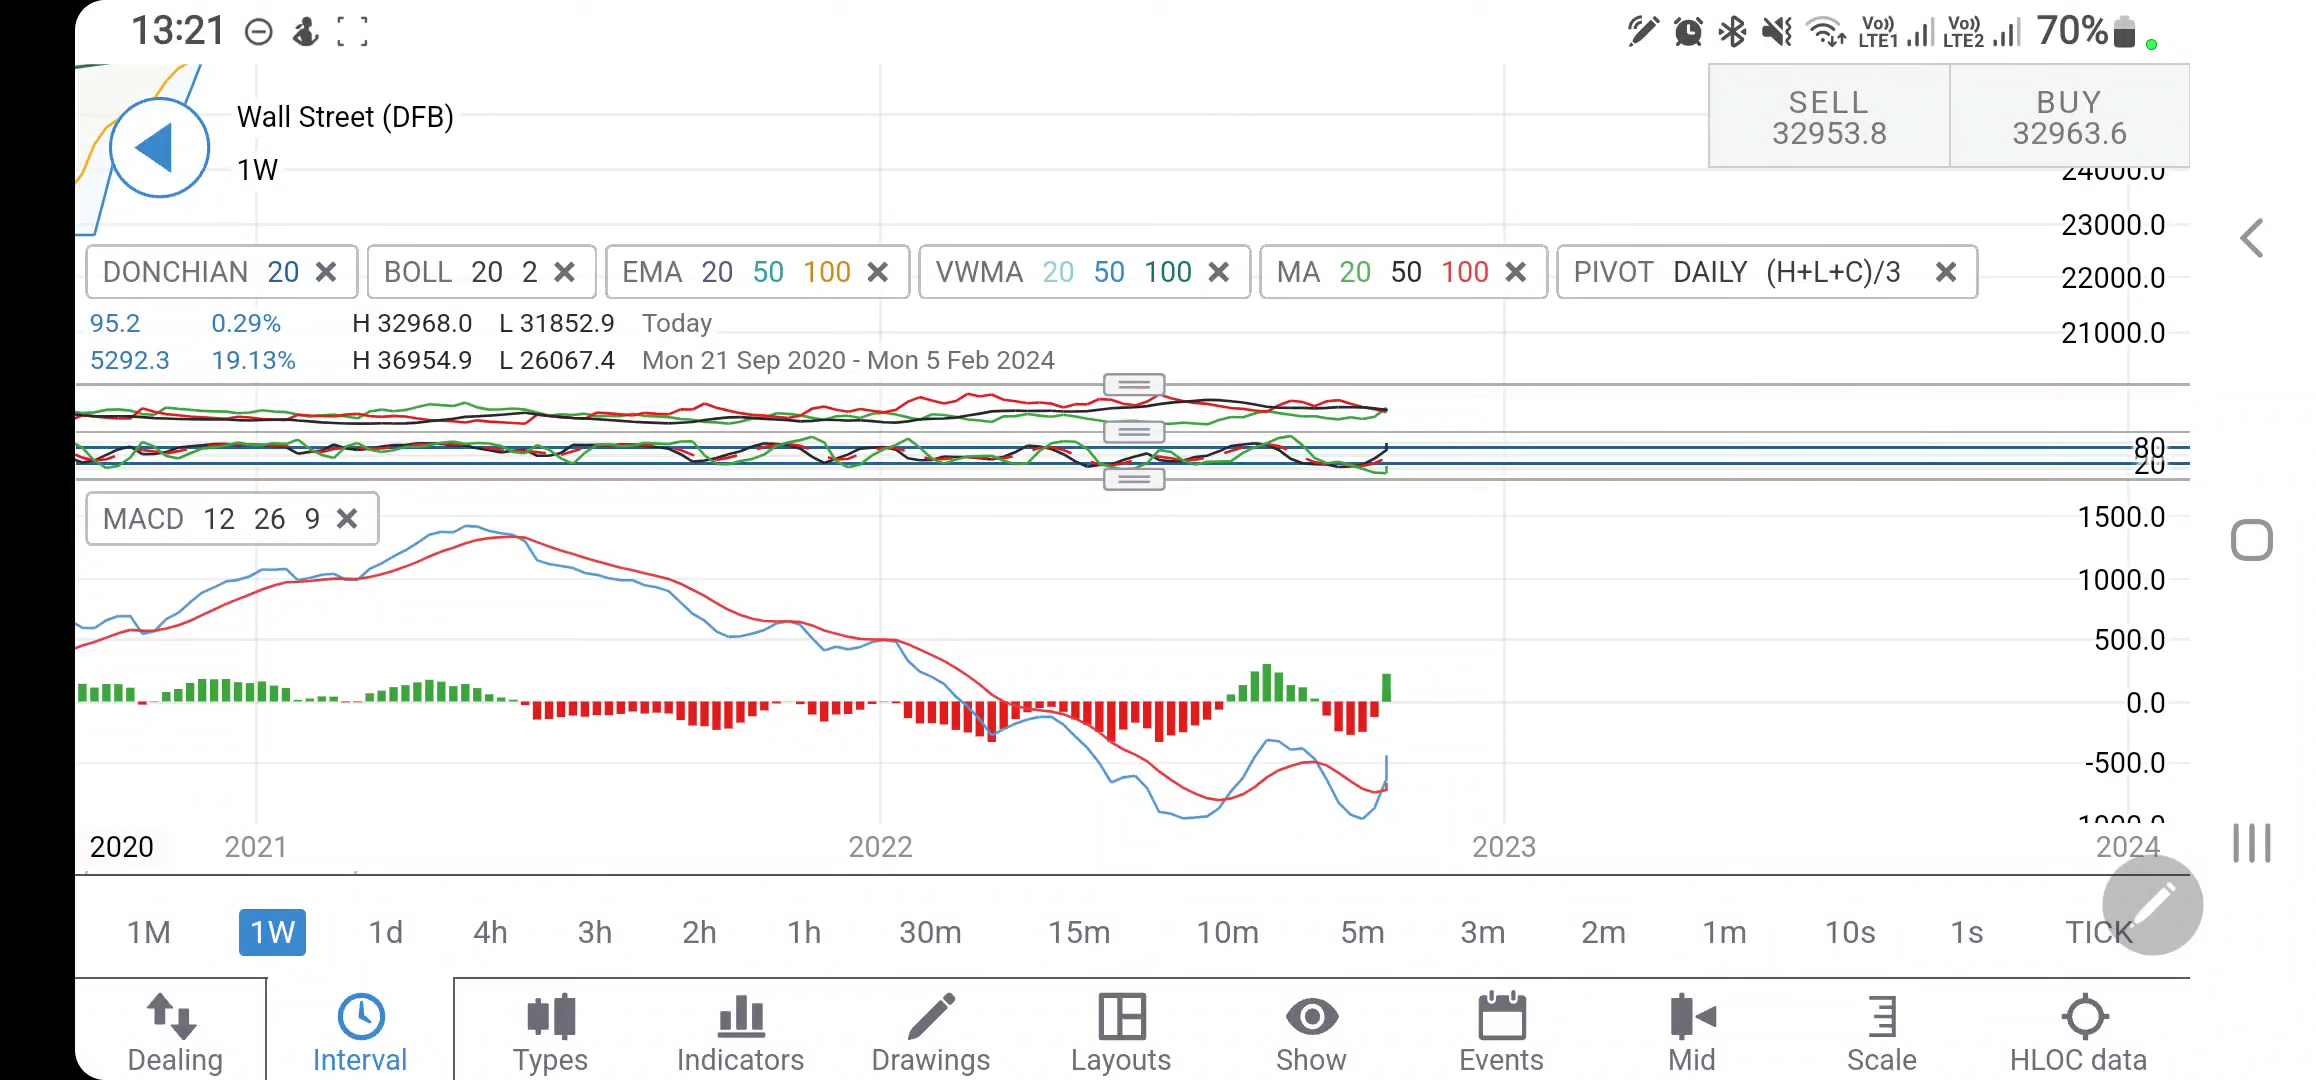 13:21 Vo)) LTE1 Vo)) LTE2 70%
Wall Street (DFB)
1W
SELL BUY
32953.8 32963.6
24000.0
23000.0
DONCHIAN 20 BOLL 20 2 EMA 20 50 100 VWMA 20 50 100 MA 20 50 100 PIVOT DAILY (H+L+C)/3 22000.0
95.2 0.29% H 32968.0 L 31852.9 Today 21000.0
5292.3 19.13% H 36954.9 L 26067.4 Mon 21 Sep 2020 - Mon 5 Feb 2024
80
20
MACD 12 26 9 1500.0
1000.0
500.0
0.0
-500.0
2020 2021 2022 2023 2024
1M 1W 1d 4h 3h 2h 1h 30m 15m 10m 5m 3m 2m 1m 10s 1s TICK
Dealing Interval Types Indicators Drawings Layouts Show Events Mid Scale HLOC data